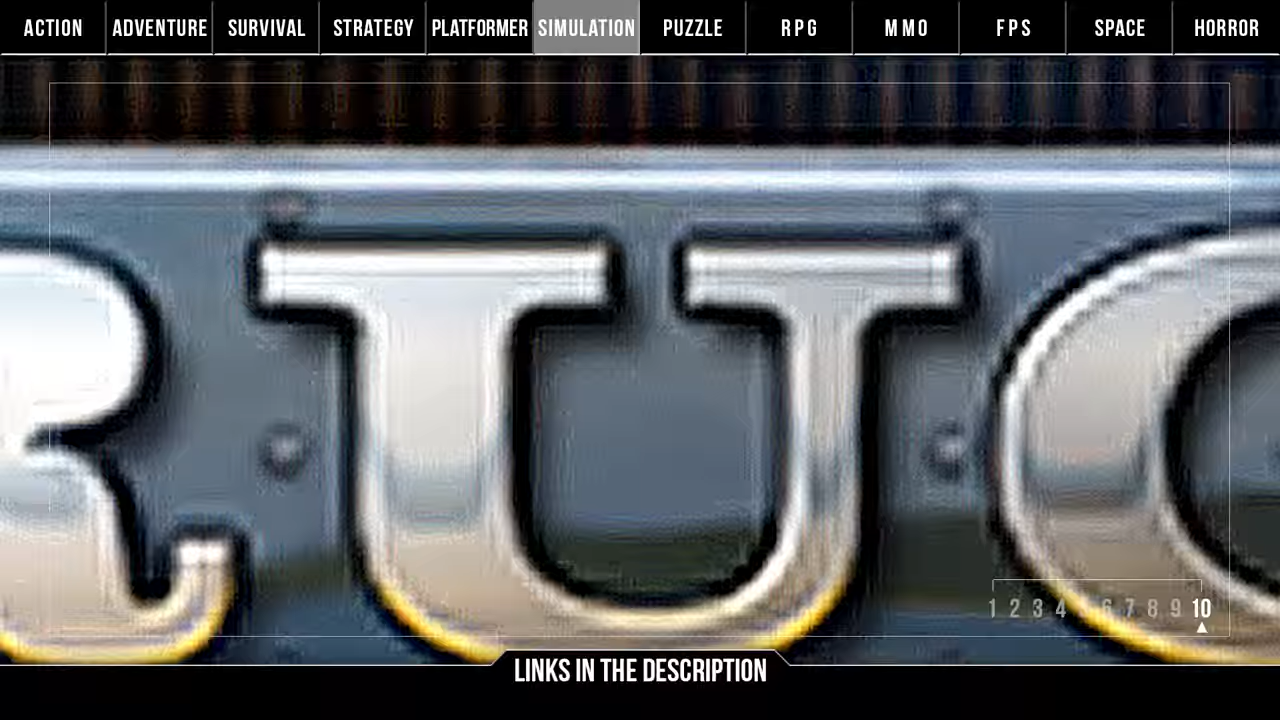 ACTION ADVENTURE SURVIVAL STRATEGY PLATFORMER SIMULATION PUZZLE RPG MMO FPS SPACE HORROR
RUC
1 2 3 4 5 6 7 8 9 10
LINKS IN THE DESCRIPTION